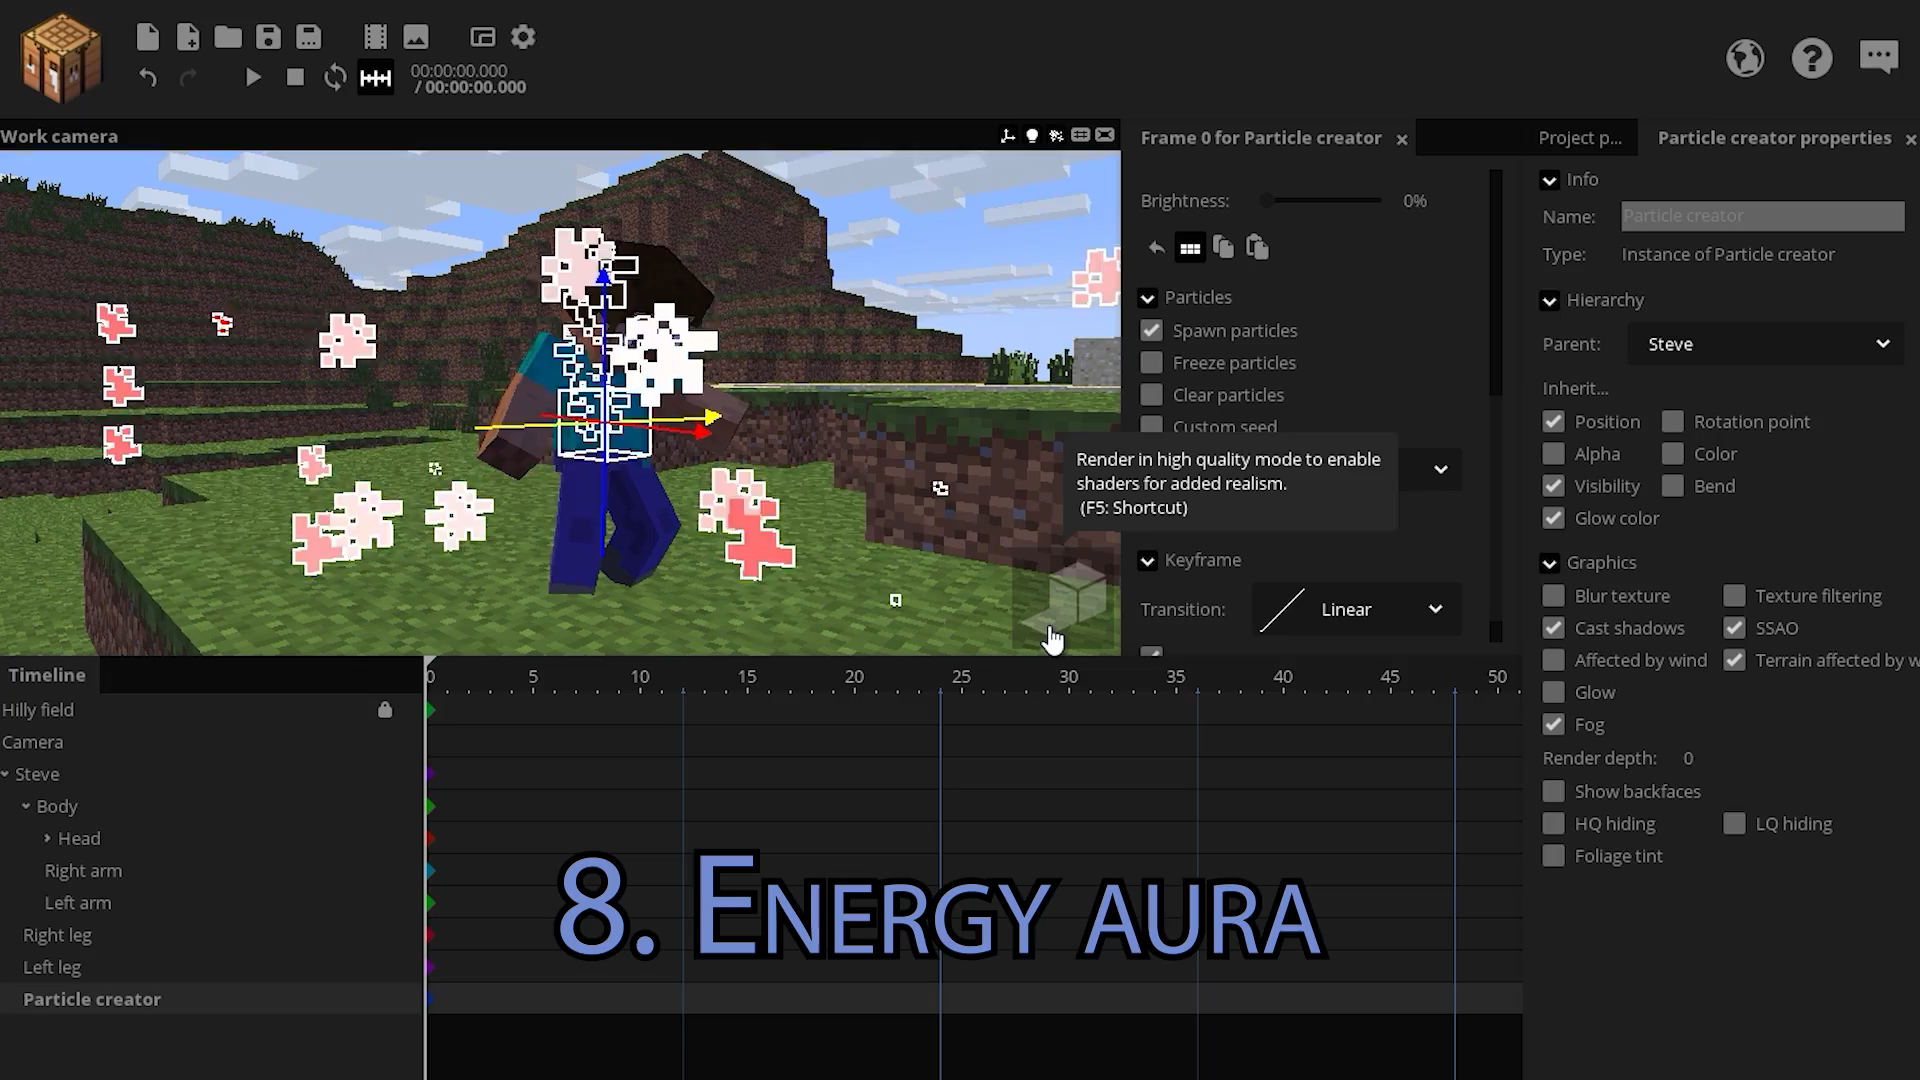 00:00:00.000
/ 00:00:00.000
Work camera
Frame 0 for Particle creator
Project p...
Particle creator properties
Brightness:
0%
Particles
Spawn particles
Freeze particles
Clear particles
Custom seed
Render in high quality mode to enable
shaders for added realism.
(F5: Shortcut)
Keyframe
Transition:
Linear
Info
Name:
Particle creator
Type:
Instance of Particle creator
Hierarchy
Parent:
Steve
Inherit...
Position
Rotation point
Alpha
Color
Visibility
Bend
Glow color
Graphics
Blur texture
Texture filtering
Cast shadows
SSAO
Affected by wind
Terrain affected by w
Glow
Fog
Render depth:
0
Show backfaces
HQ hiding
LQ hiding
Foliage tint
Timeline
0 5 10 15 20 25 30 35 40 45 50
Hilly field
Camera
Steve
Body
Head
Right arm
Left arm
Right leg
Left leg
Particle creator
8. Energy aura